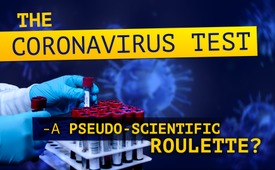 THE
CORONAVIRUS TEST
-A PSEUDO-SCIENTIFIC
ROULETTE?